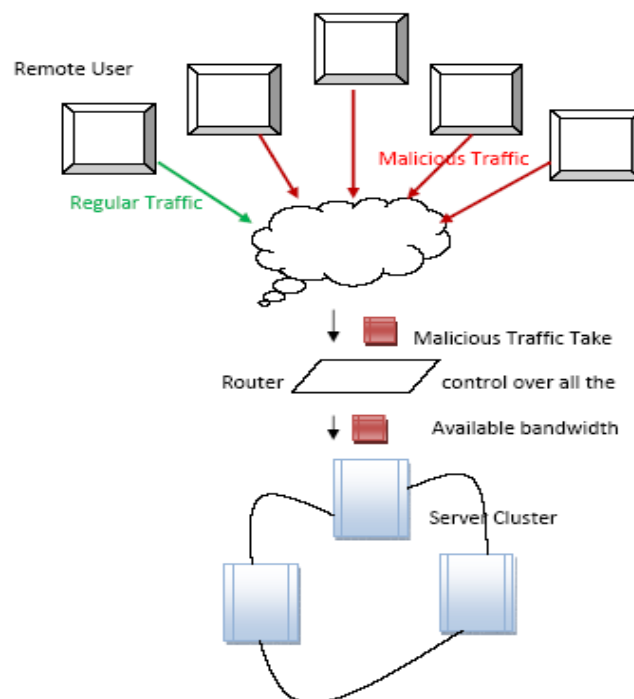 Remote User
Malicious Traffic
Regular Traffic
Malicious Traffic Take
Router
control over all the
Available bandwidth
Server Cluster